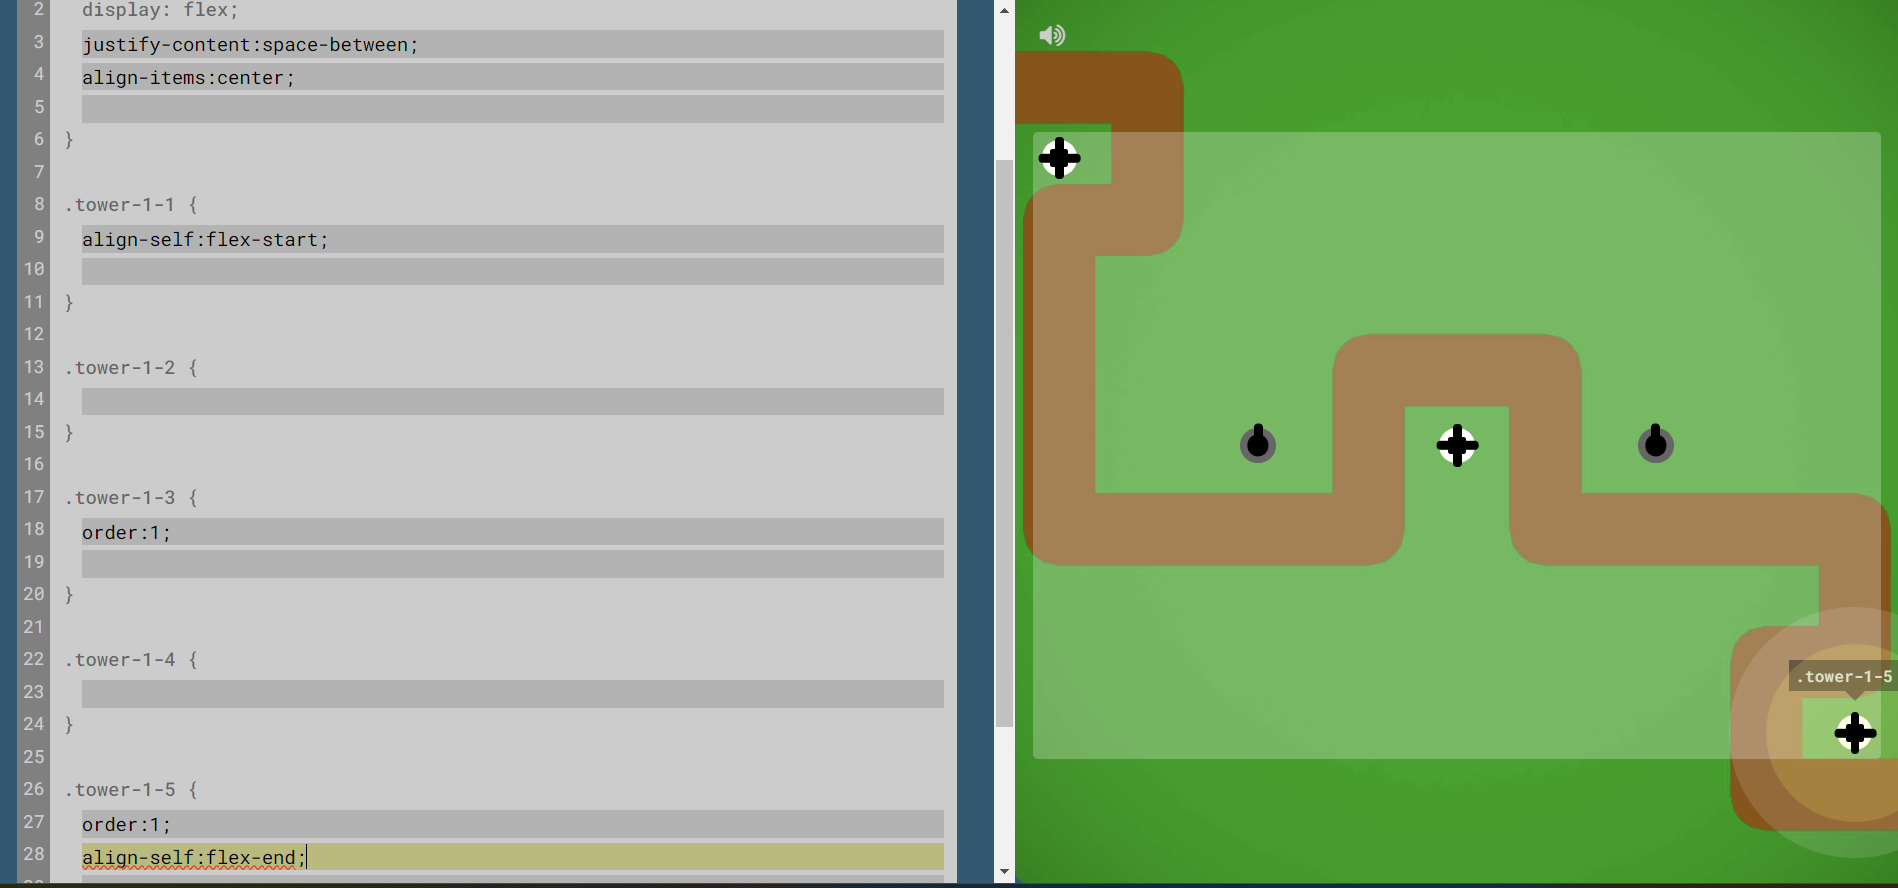 2 display: flex;
3 justify-content:space-between;
4 align-items:center;
5
6 }
7
8 .tower-1-1 {
9 align-self:flex-start;
10
11 }
12
13 .tower-1-2 {
14
15 }
16
17 .tower-1-3 {
18 order:1;
19
20 }
21
22 .tower-1-4 {
23
24 }
25
26 .tower-1-5 {
27 order:1;
28 align-self:flex-end;
.tower-1-5